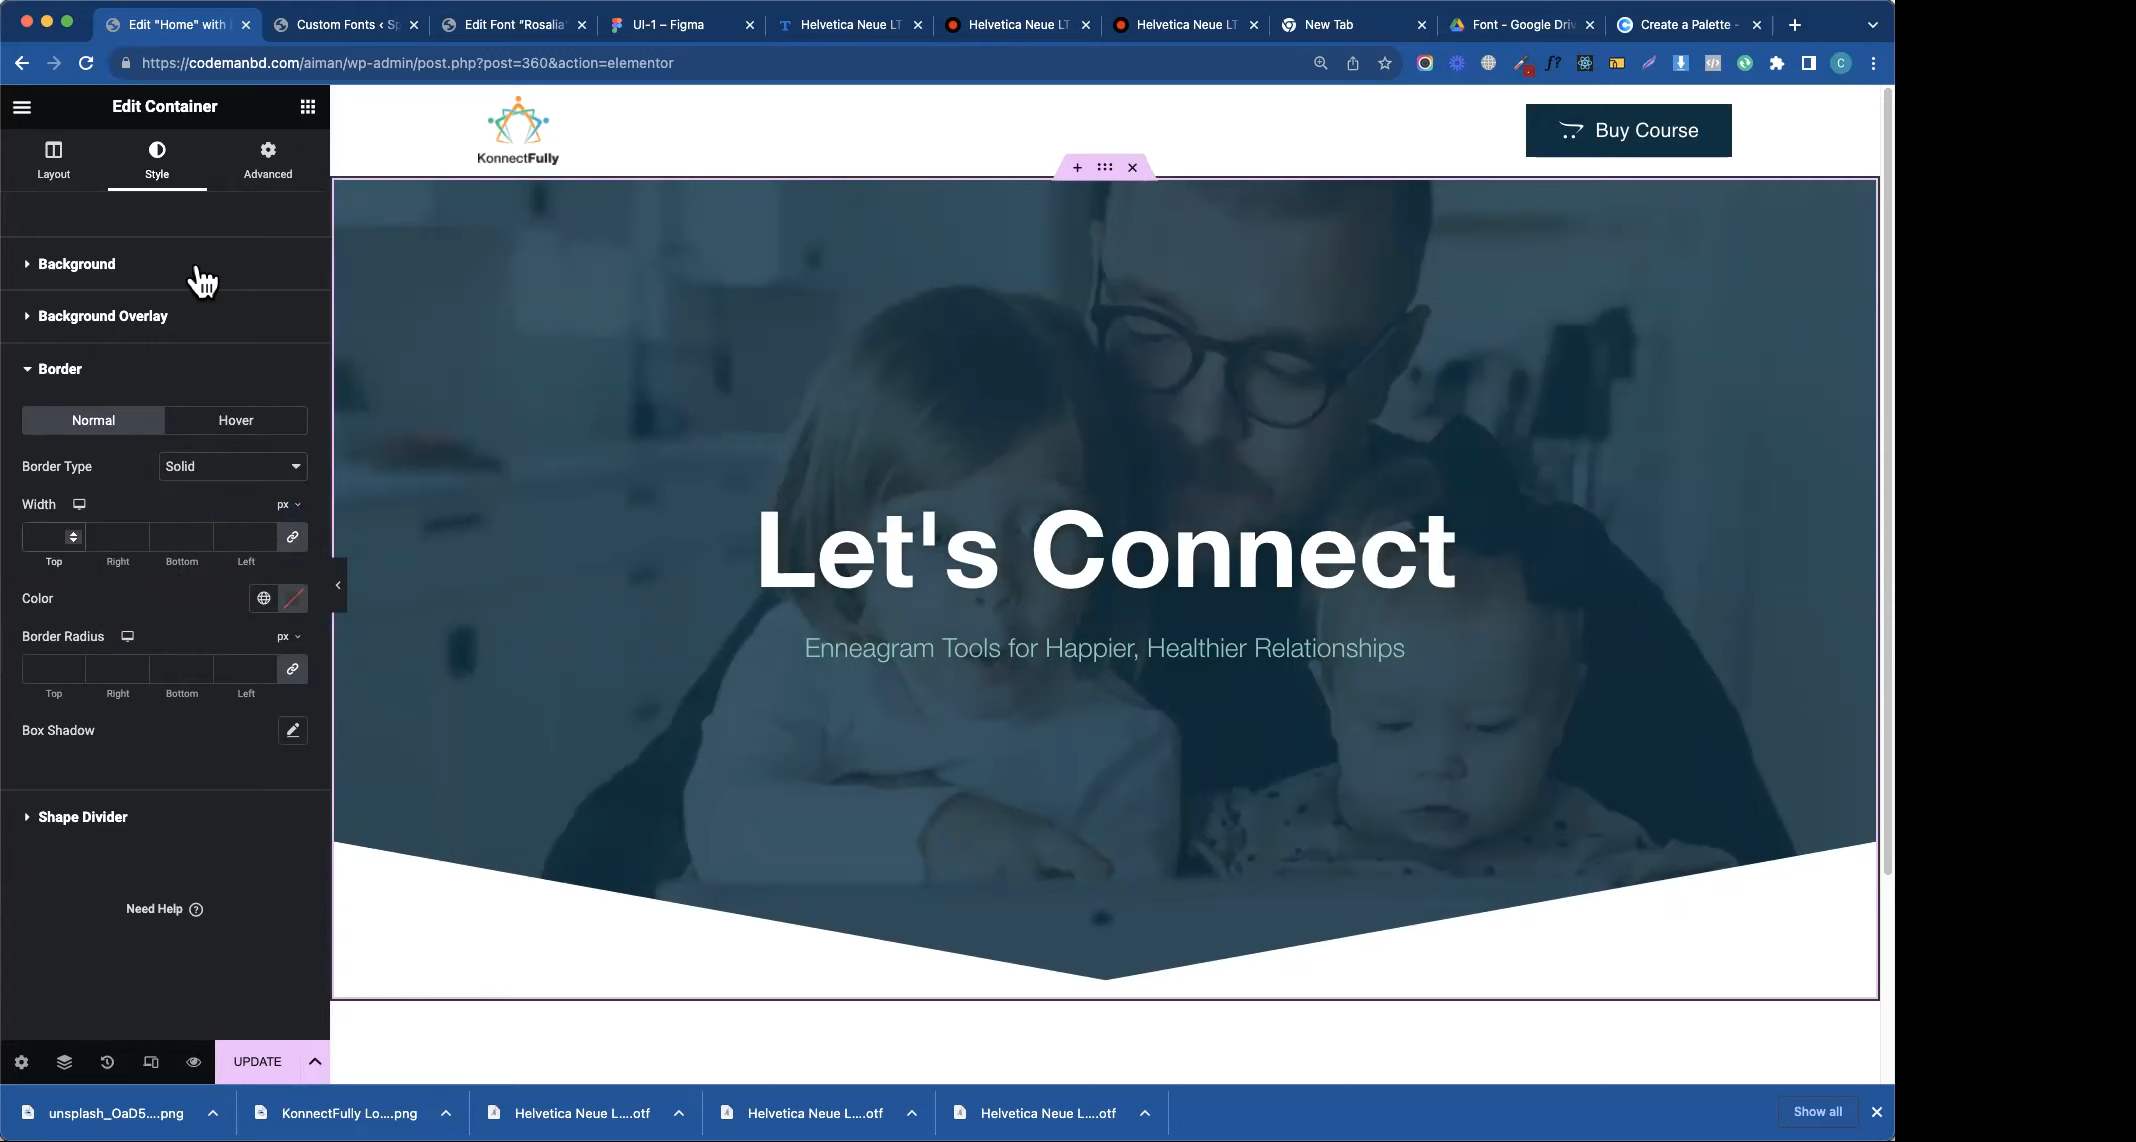 Edit "Home" with
Custom Fonts ‹ Sp
Edit Font "Rosalia"
UI-1 – Figma
Helvetica Neue LT
Helvetica Neue LT
Helvetica Neue LT
New Tab
Font - Google Driv
Create a Palette -
https://codemanbd.com/aiman/wp-admin/post.php?post=360&action=elementor
Edit Container
Layout
Style
Advanced
Background
Background Overlay
Border
Normal
Hover
Border Type
Solid
Width
px
Top
Right
Bottom
Left
Color
Border Radius
px
Top
Right
Bottom
Left
Box Shadow
Shape Divider
Need Help
UPDATE
KonnectFully
Buy Course
Let's Connect
Enneagram Tools for Happier, Healthier Relationships
unsplash_OaD5....png
KonnectFully Lo....png
Helvetica Neue L....otf
Helvetica Neue L....otf
Helvetica Neue L....otf
Show all